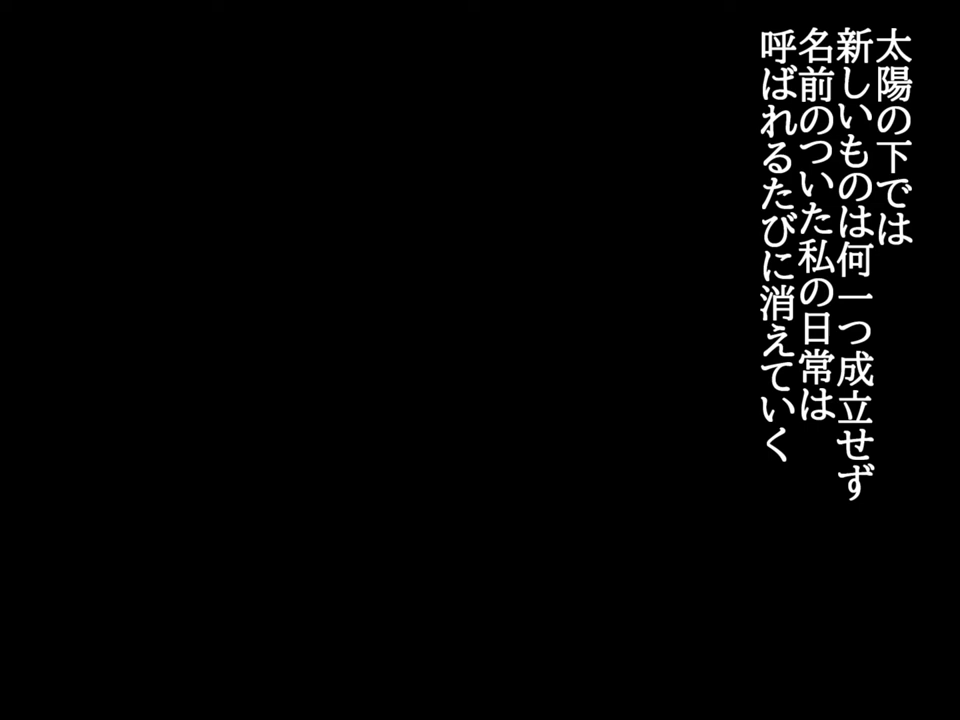 太陽の下では
新しいものは何一つ成立せず
名前のついた私の日常は
呼ばれるたびに消えていく